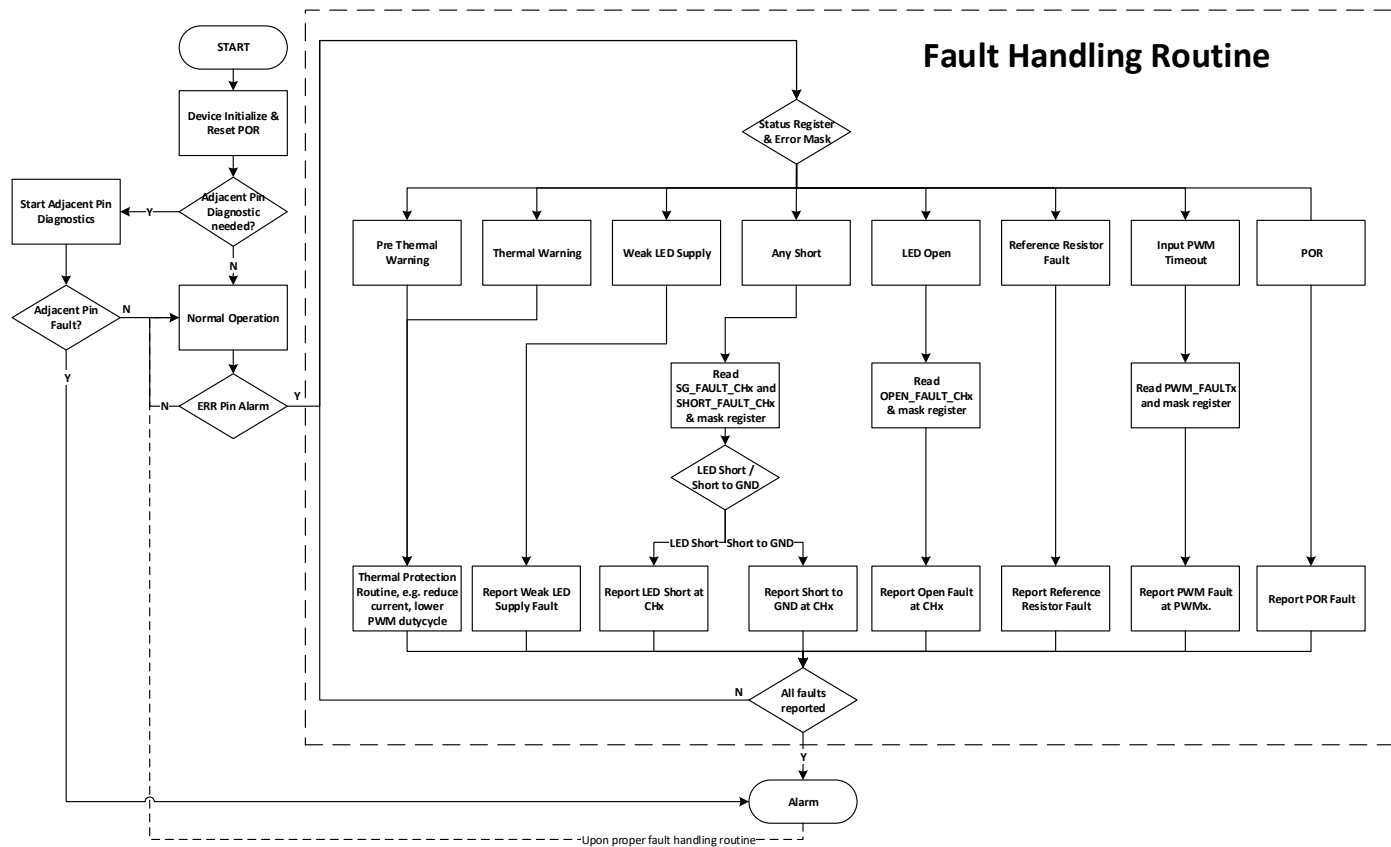 START
Fault Handling Routine
Device Initialize &
Reset POR
Status Register
& Error Mask
Start Adjacent Pin
Diagnostics
Y
Adjacent Pin
Diagnostic
needed?
N
Pre Thermal
Warning
Thermal Warning
Weak LED Supply
Any Short
LED Open
Reference Resistor
Fault
Input PWM
Timeout
POR
Adjacent Pin
Fault?
N
Normal Operation
Y
N
ERR Pin Alarm
Y
Read
SG_FAULT_CHx and
SHORT_FAULT_CHx
& mask register
Read
OPEN_FAULT_CHx
& mask register
Read PWM_FAULTx
and mask register
LED Short /
Short to GND
LED Short
Short to GND
Thermal Protection
Routine, e.g. reduce
current, lower
PWM dutycycle
Report Weak LED
Supply Fault
Report LED Short at
CHx
Report Short to
GND at CHx
Report Open Fault
at CHx
Report Reference
Resistor Fault
Report PWM Fault
at PWMx.
Report POR Fault
N
All faults
reported
Y
Alarm
Upon proper fault handling routine